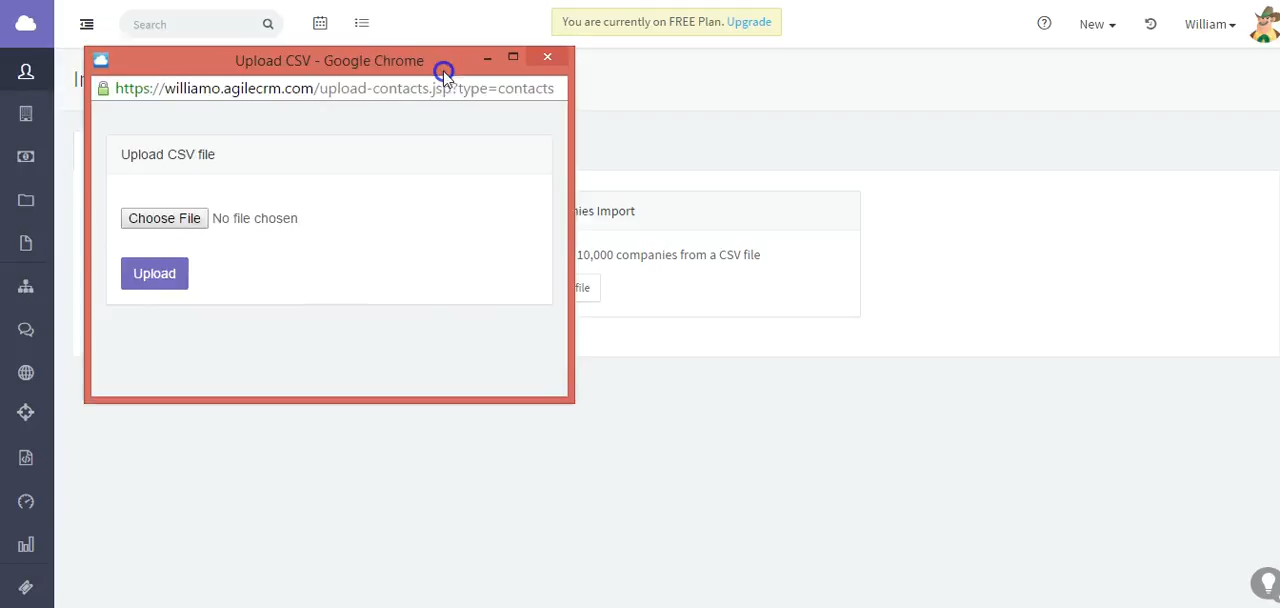 Search
You are currently on FREE Plan. Upgrade
New
William
Upload CSV - Google Chrome
https://williamo.agilecrm.com/upload-contacts.jsp?type=contacts
Upload CSV file
Choose File No file chosen
Upload
Import
10,000 companies from a CSV file
file